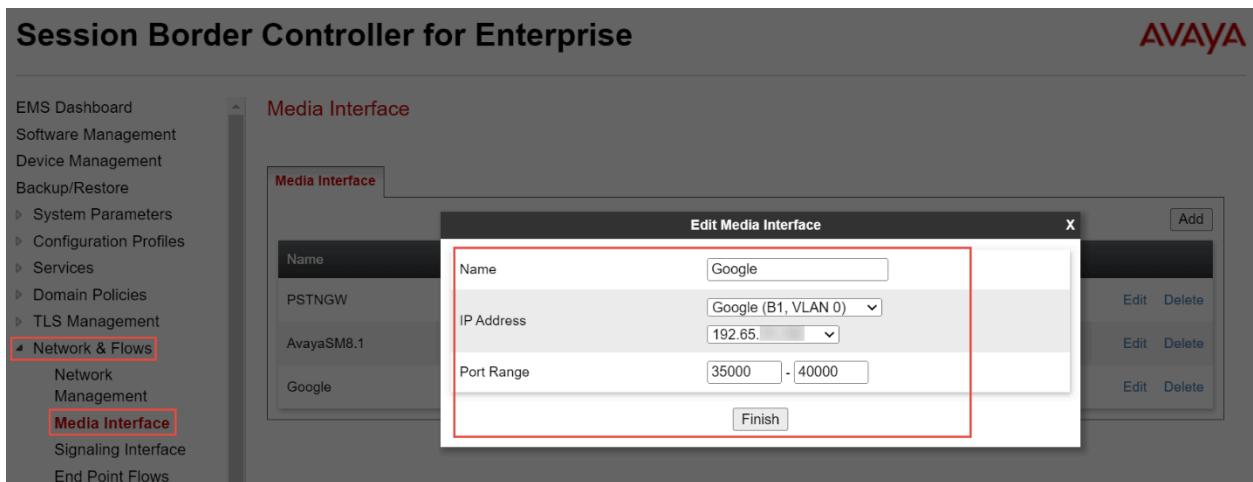 Session Border Controller for Enterprise
AVAYA
EMS Dashboard
Software Management
Device Management
Backup/Restore
System Parameters
Configuration Profiles
Services
Domain Policies
TLS Management
Network & Flows
Network
Management
Media Interface
Signaling Interface
End Point Flows
Media Interface
Media Interface
Add
Name
PSTNGW
Edit Delete
AvayaSM8.1
Edit Delete
Google
Edit Delete
Edit Media Interface
X
Name
Google
IP Address
Google (B1, VLAN 0)
192.65.
Port Range
35000 - 40000
Finish